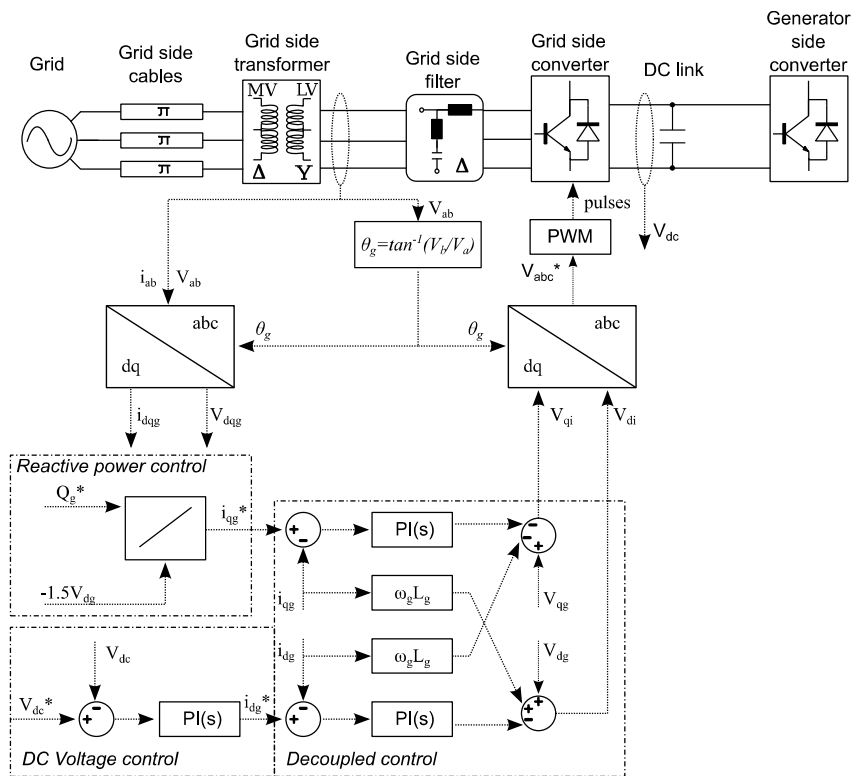 Grid
Grid side
cables
Grid side
transformer
Grid side
filter
Grid side
converter
DC link
Generator
side
converter
π
π
π
MV LV
Δ Y
Δ
pulses
PWM
V_dc
V_abc*
V_ab
θ_g=tan⁻¹(V_b/V_a)
i_ab V_ab
abc
dq
θ_g
θ_g
abc
dq
i_dqg
V_dqg
V_qi
V_di
Reactive power control
Q_g*
i_qg*
-1.5V_dg
+
-
PI(s)
-
-
+
i_qg
ω_gL_g
V_qg
i_dg
ω_gL_g
V_dg
V_dc
V_dc*
+
-
PI(s)
i_dg*
+
-
PI(s)
+
+
-
DC Voltage control
Decoupled control